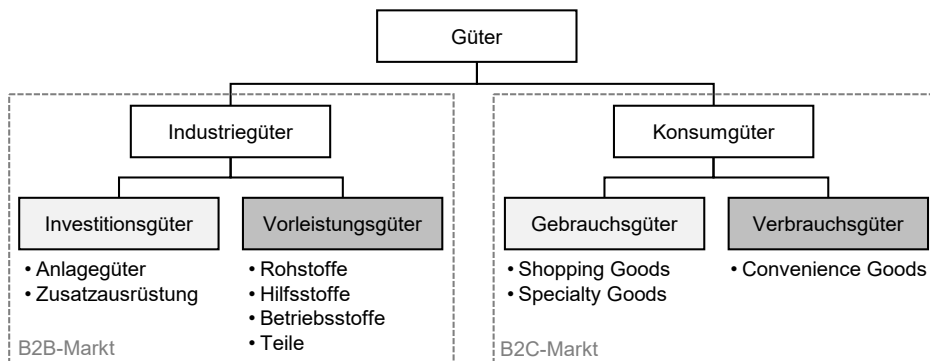 Güter
Industriegüter
Konsumgüter
Investitionsgüter
Vorleistungsgüter
Gebrauchsgüter
Verbrauchsgüter
• Anlagegüter
• Zusatzausrüstung
• Rohstoffe
• Hilfsstoffe
• Betriebsstoffe
• Teile
• Shopping Goods
• Specialty Goods
• Convenience Goods
B2B-Markt
B2C-Markt